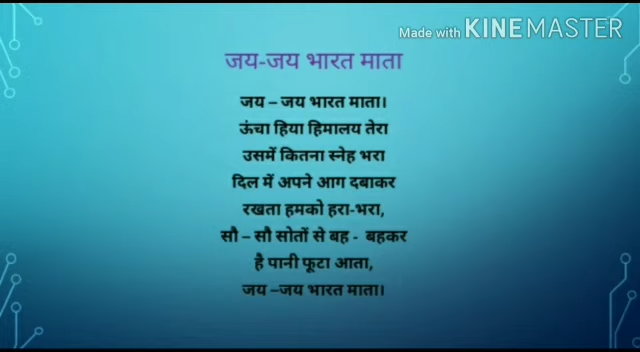 Made with KINEMASTER
जय-जय भारत माता
जय – जय भारत माता।
ऊंचा हिया हिमालय तेरा
उसमें कितना स्नेह भरा
दिल में अपने आग दबाकर
रखता हमको हरा-भरा,
सौ – सौ सोतों से बह - बहकर
है पानी फूटा आता,
जय –जय भारत माता।